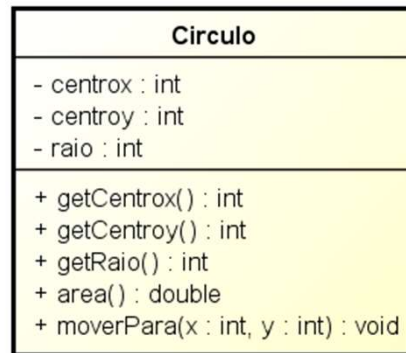 Circulo
- centrox : int
- centroy : int
- raio : int
+ getCentrox() : int
+ getCentroy() : int
+ getRaio() : int
+ area() : double
+ moverPara(x : int, y : int) : void